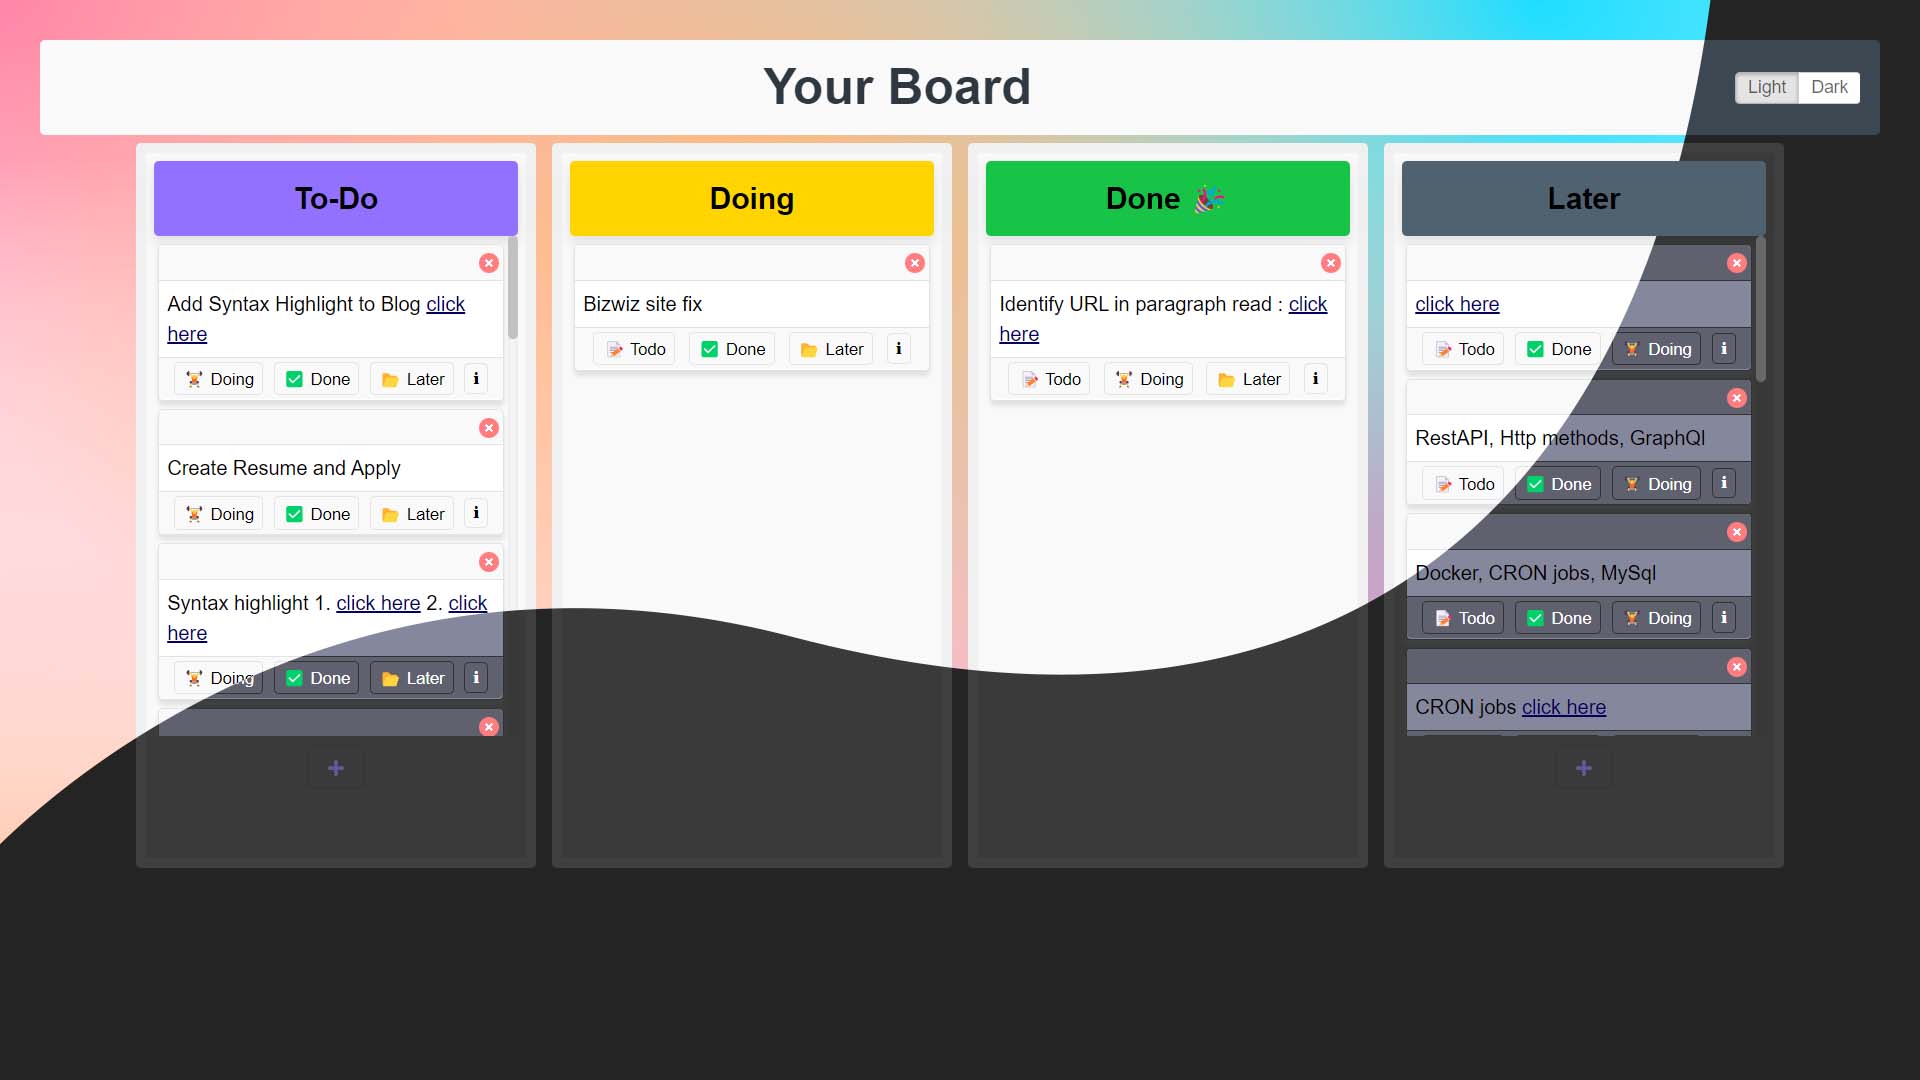 Your Board
Light Dark
To-Do
Add Syntax Highlight to Blog click
here
Doing Done Later i
Create Resume and Apply
Doing Done Later i
Syntax highlight 1. click here 2. click
here
Doing Done Later i
+
Doing
Bizwiz site fix
Todo Done Later i
Done
Identify URL in paragraph read : click
here
Todo Doing Later i
Later
click here
Todo Done Doing i
RestAPI, Http methods, GraphQl
Todo Done Doing i
Docker, CRON jobs, MySql
Todo Done Doing i
CRON jobs click here
+